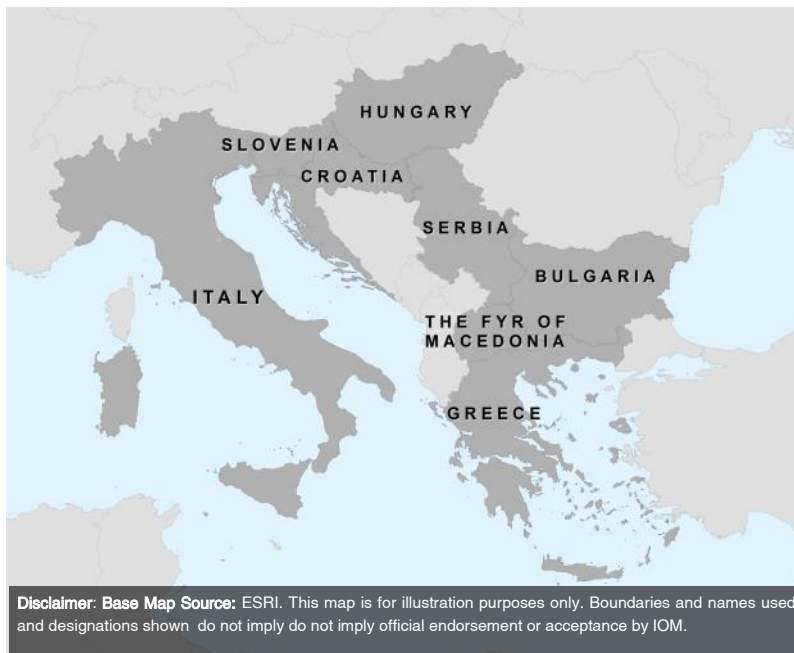 HUNGARY
SLOVENIA
CROATIA
SERBIA
BULGARIA
ITALY
THE FYR OF
MACEDONIA
GREECE
Disclaimer: Base Map Source: ESRI. This map is for illustration purposes only. Boundaries and names used
and designations shown do not imply do not imply official endorsement or acceptance by IOM.